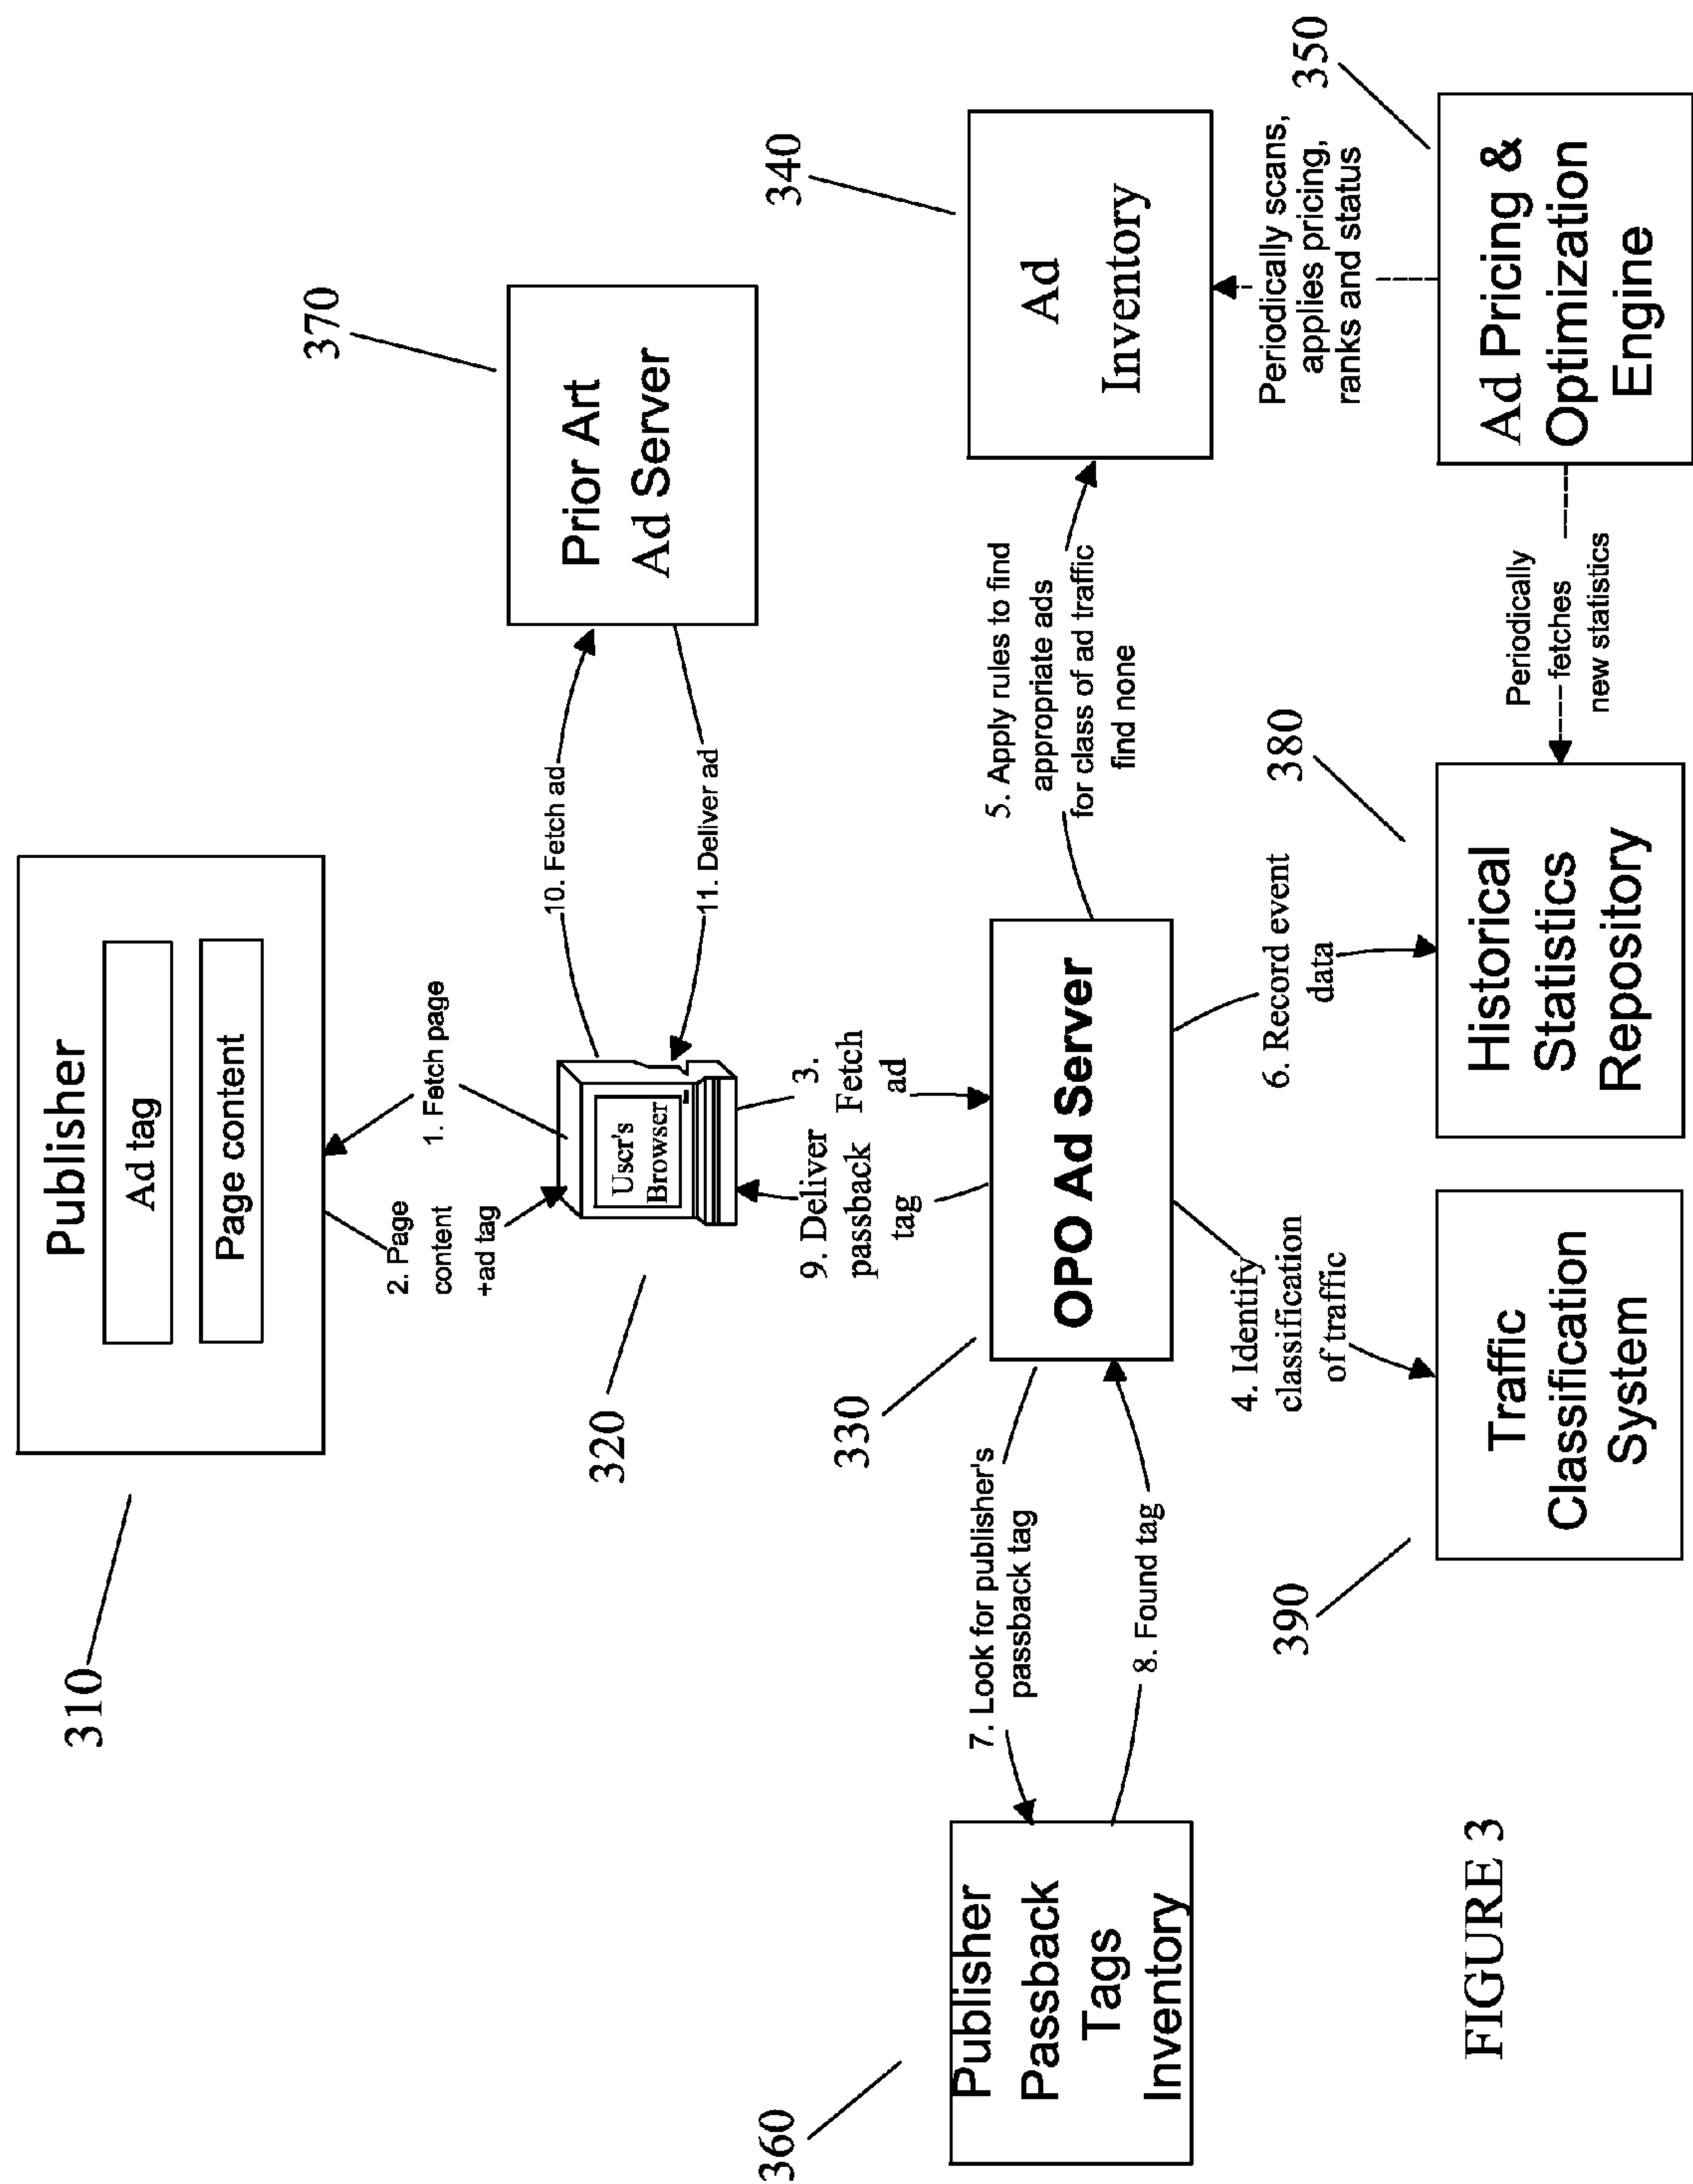 310
Publisher
Ad tag
Page content
2. Page
content
+ad tag
1. Fetch page
320
User's
Browser
10. Fetch ad
11. Deliver ad
370
Prior Art
Ad Server
9. Deliver
passback
tag
3.
Fetch
ad
330
OPO Ad Server
360
Publisher
Passback
Tags
Inventory
7. Look for publisher's
passback tag
8. Found tag
5. Apply rules to find
appropriate ads
for class of ad traffic
find none
340
Ad
Inventory
4. Identify
classification
of traffic
6. Record event
data
Periodically scans,
applies pricing,
ranks and status
390
Traffic
Classification
System
380
Historical
Statistics
Repository
Periodically
fetches
new statistics
350
Ad Pricing &
Optimization
Engine
FIGURE 3